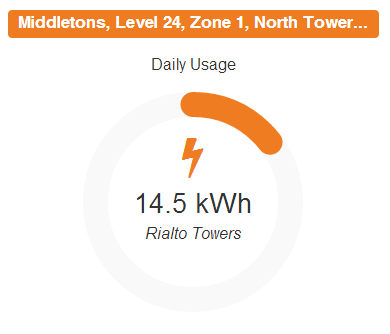 Middletons, Level 24, Zone 1, North Tower...
Daily Usage
14.5 kWh
Rialto Towers